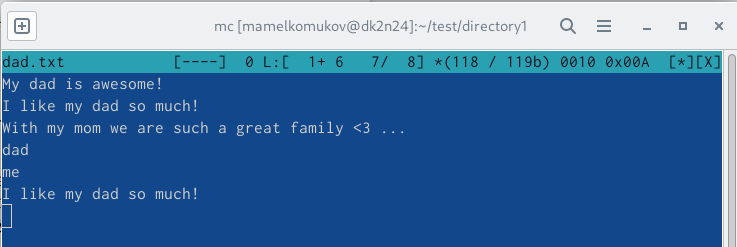 mc [mamelkomukov@dk2n24]:~/test/directory1
dad.txt [----] 0 L:[ 1+ 6 7/ 8] *(118 / 119b) 0010 0x00A [*][X]
My dad is awesome!
I like my dad so much!
With my mom we are such a great family <3 ...
dad
me
I like my dad so much!